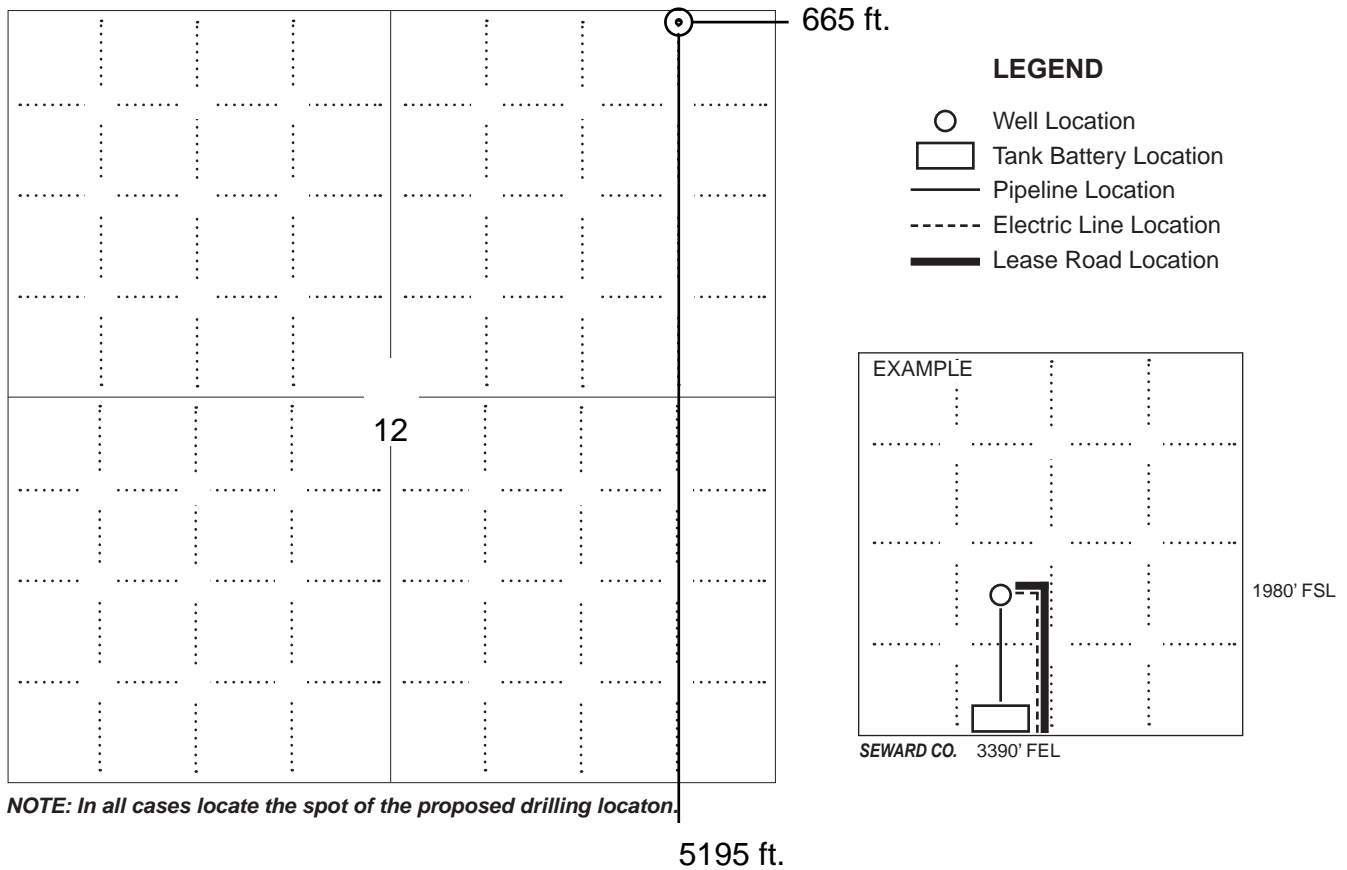 665 ft.
LEGEND
Well Location
Tank Battery Location
Pipeline Location
Electric Line Location
Lease Road Location
EXAMPLE
12
1980' FSL
SEWARD CO. 3390' FEL
NOTE: In all cases locate the spot of the proposed drilling locaton.
5195 ft.